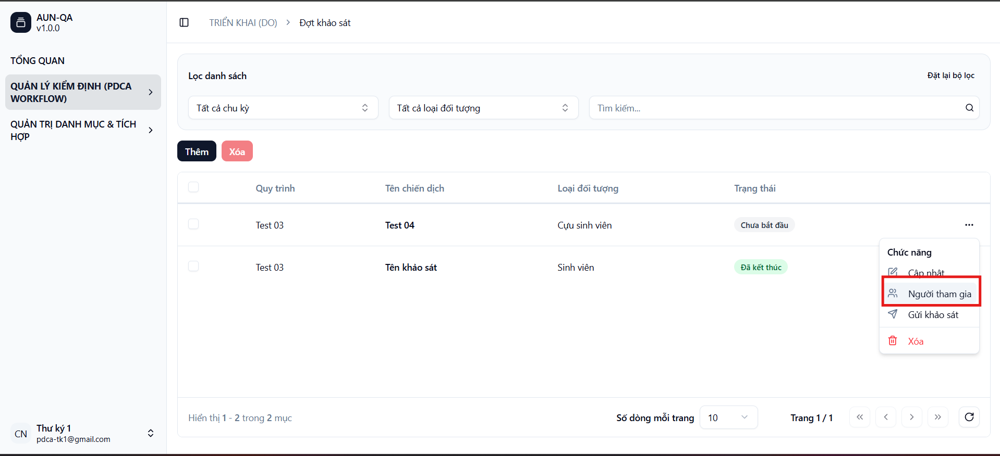 AUN-QA
v1.0.0
TỔNG QUAN
QUẢN LÝ KIỂM ĐỊNH (PDCA
WORKFLOW)
QUẢN TRỊ DANH MỤC & TÍCH
HỢP
CN
Thư ký 1
pdca-tk1@gmail.com
TRIỂN KHAI (DO) > Đợt khảo sát
Lọc danh sách
Đặt lại bộ lọc
Tất cả chu kỳ
Tất cả loại đối tượng
Tìm kiếm...
Thêm
Xóa
Quy trình Tên chiến dịch Loại đối tượng Trạng thái
Test 03 Test 04 Cựu sinh viên Chưa bắt đầu
Test 03 Tên khảo sát Sinh viên Đã kết thúc
Chức năng
Cập nhật
Người tham gia
Gửi khảo sát
Xóa
Hiển thị 1 - 2 trong 2 mục
Số dòng mỗi trang 10
Trang 1 / 1